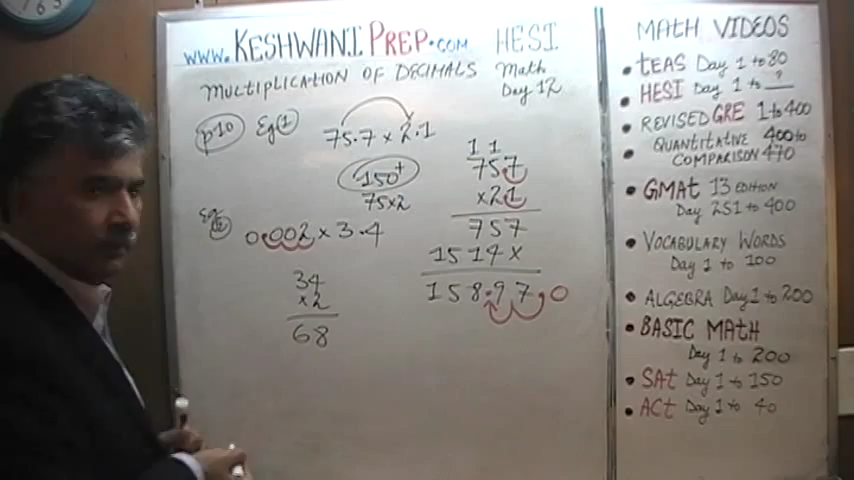 www.KESHWANIPREP.COM HESI
MULTIPLICATION OF DECIMALS Math
Day 12
p.10 Eg 1 75.7 × 2.1
150+
75×2
1 1
757
×21
757
1514×
158.97,0
Eg
0.002 × 3.4
34
×2
68
MATH VIDEOS
• tEAS Day 1 to 80
• HESI Day 1 to ?
• REVISED GRE 1 to 400
• QUANTITATIVE 400 to
COMPARISON 470
• GMAt 13 EDITION
Day 251 to 400
• VOCABULARY WORDS
Day 1 to 100
• ALGEBRA Day 1 to 200
• BASIC MATH
Day 1 to 200
• SAt Day 1 to 150
• ACt Day 1 to 40